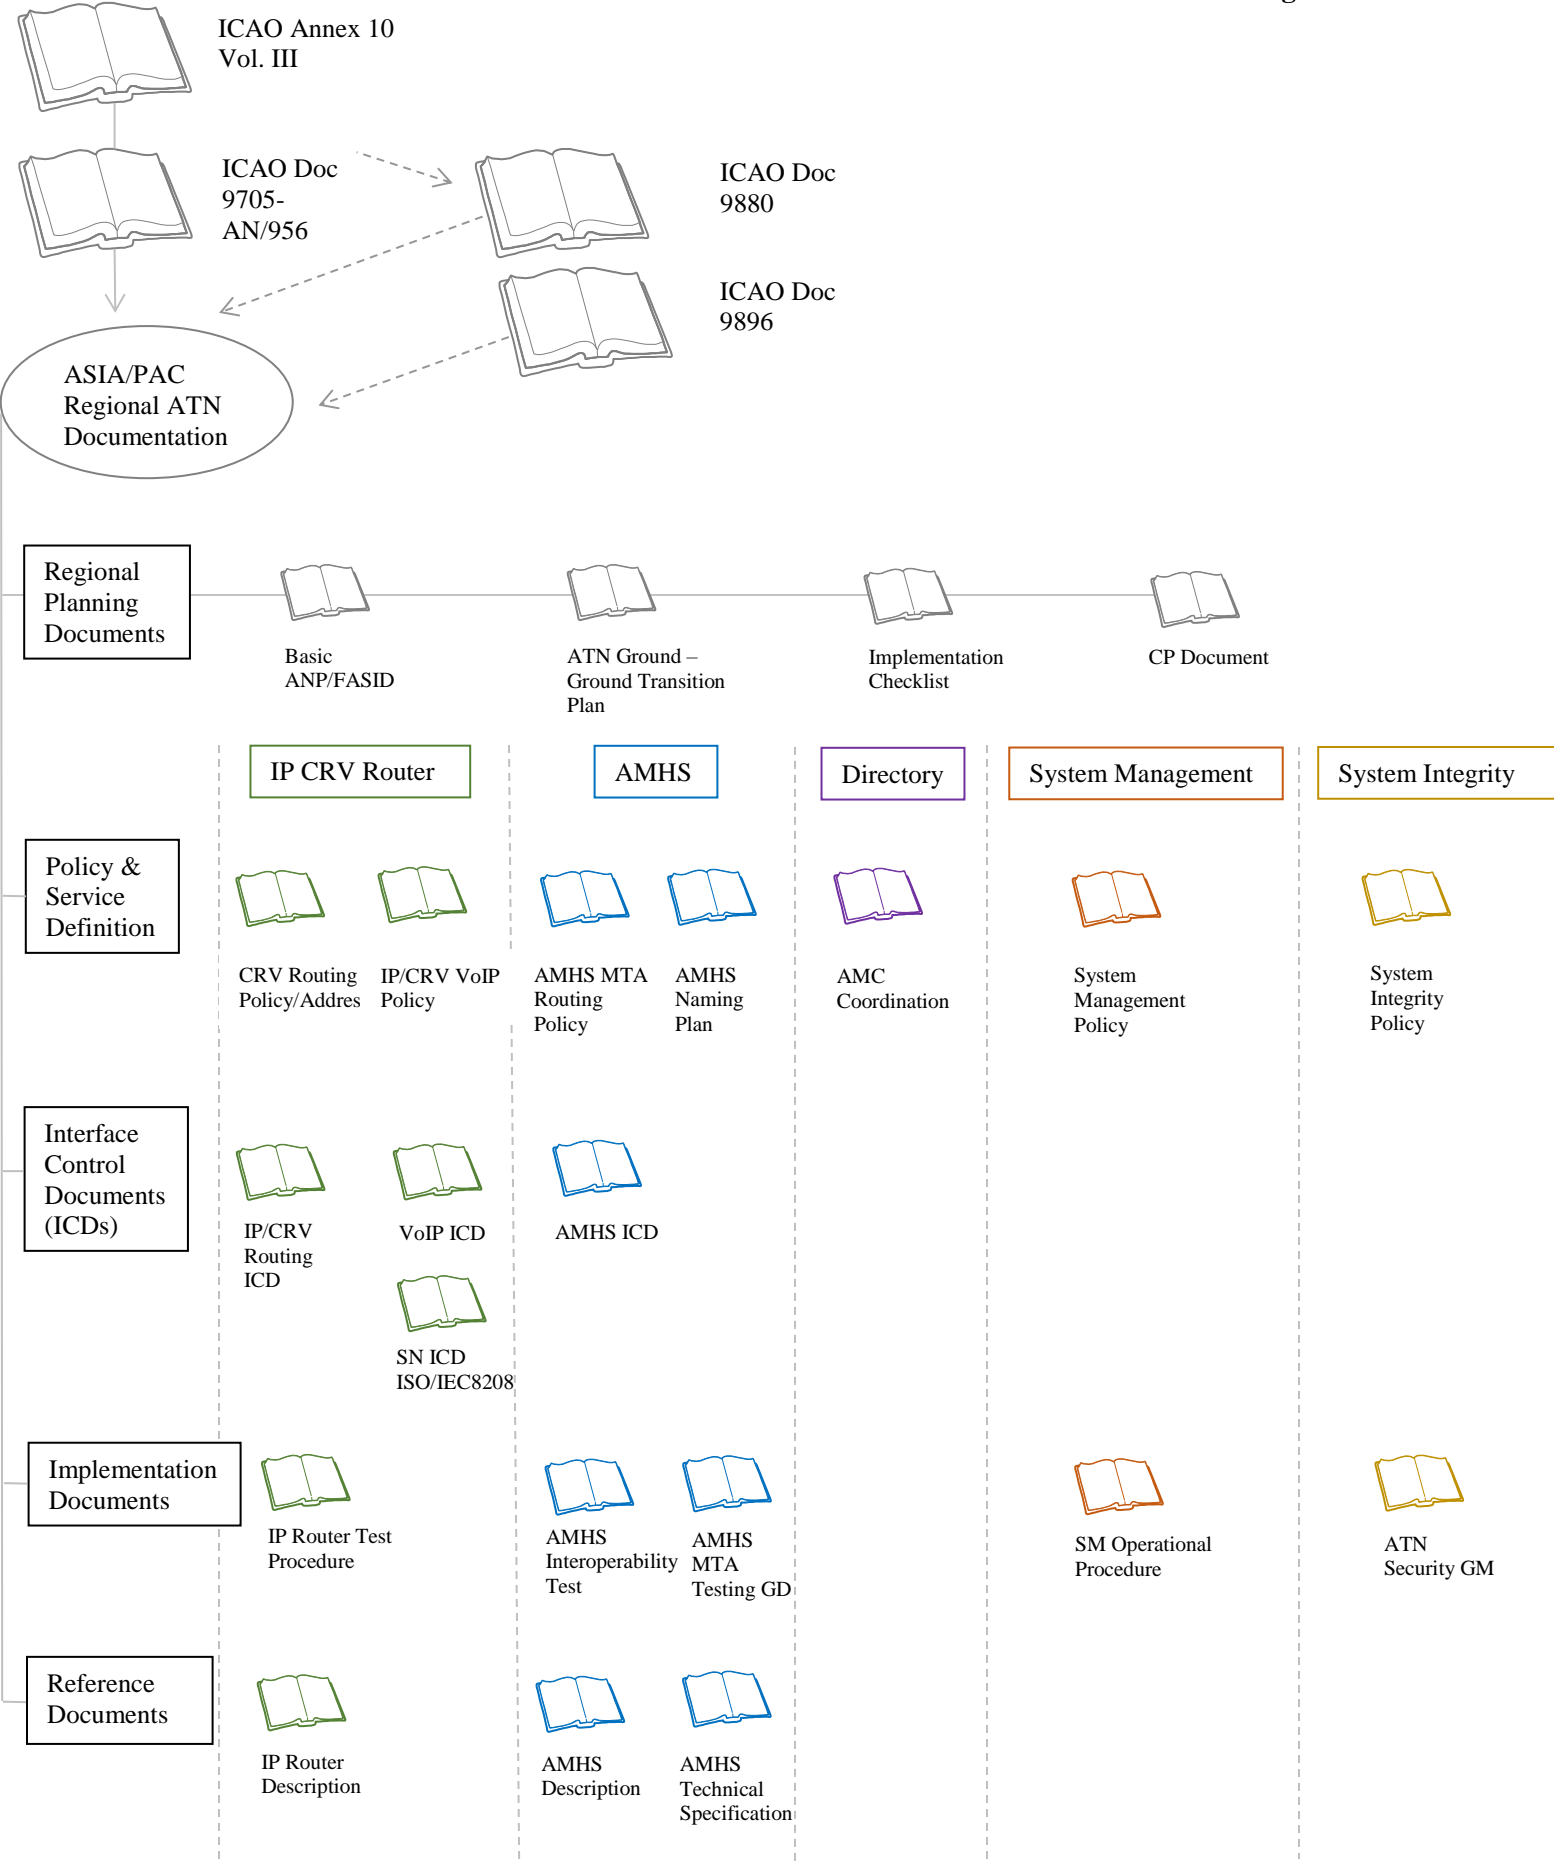 ICAO Annex 10
Vol. III
ICAO Doc
9705-
AN/956
ICAO Doc
9880
ICAO Doc
9896
ASIA/PAC
Regional ATN
Documentation
Regional
Planning
Documents
Basic
ANP/FASID
ATN Ground –
Ground Transition
Plan
Implementation
Checklist
CP Document
IP CRV Router
AMHS
Directory
System Management
System Integrity
Policy &
Service
Definition
CRV Routing
Policy/Addres
IP/CRV VoIP
Policy
AMHS MTA
Routing
Policy
AMHS
Naming
Plan
AMC
Coordination
System
Management
Policy
System
Integrity
Policy
Interface
Control
Documents
(ICDs)
IP/CRV
Routing
ICD
VoIP ICD
AMHS ICD
SN ICD
ISO/IEC8208
Implementation
Documents
IP Router Test
Procedure
AMHS
Interoperability
Test
AMHS
MTA
Testing GD
SM Operational
Procedure
ATN
Security GM
Reference
Documents
IP Router
Description
AMHS
Description
AMHS
Technical
Specification